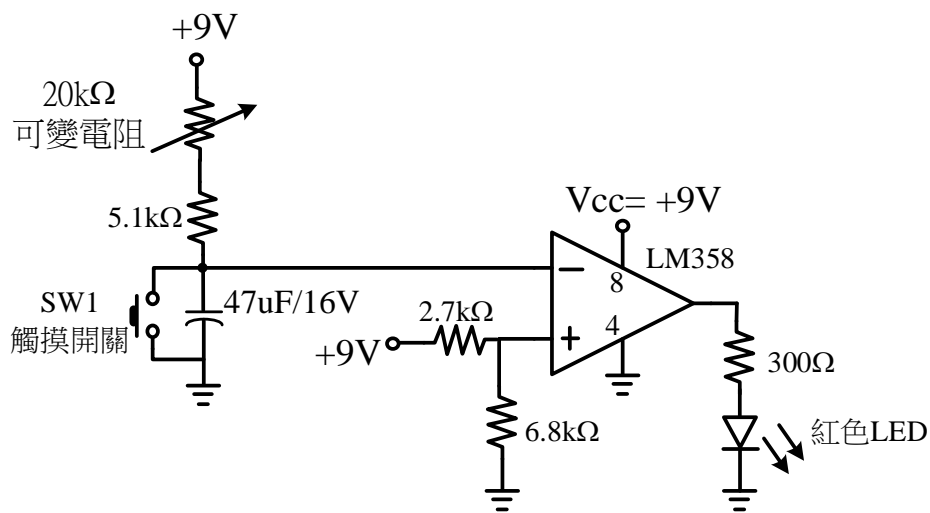 +9V
20kΩ
可變電阻
5.1kΩ
Vcc= +9V
LM358
8
SW1
觸摸開關
47uF/16V
2.7kΩ
+9V
4
300Ω
6.8kΩ
紅色LED